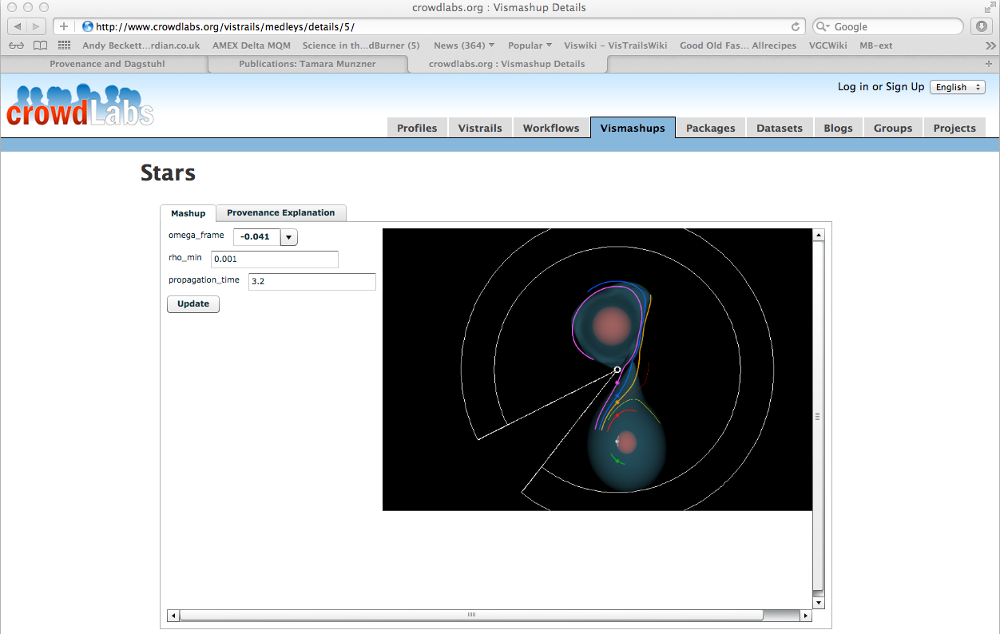 crowdlabs.org : Vismashup Details
http://www.crowdlabs.org/vistrails/medleys/details/5/
Google
Andy Beckett...rdian.co.uk AMEX Delta MQM Science in th...dBurner (5) News (364) Popular Viswiki – VisTrailsWiki Good Old Fas... Allrecipes VGCWiki MB-ext
Provenance and Dagstuhl Publications: Tamara Munzner crowdlabs.org : Vismashup Details
Log in or Sign Up English
crowdLabs
Profiles Vistrails Workflows Vismashups Packages Datasets Blogs Groups Projects
Stars
Mashup Provenance Explanation
omega_frame -0.041
rho_min 0.001
propagation_time 3.2
Update